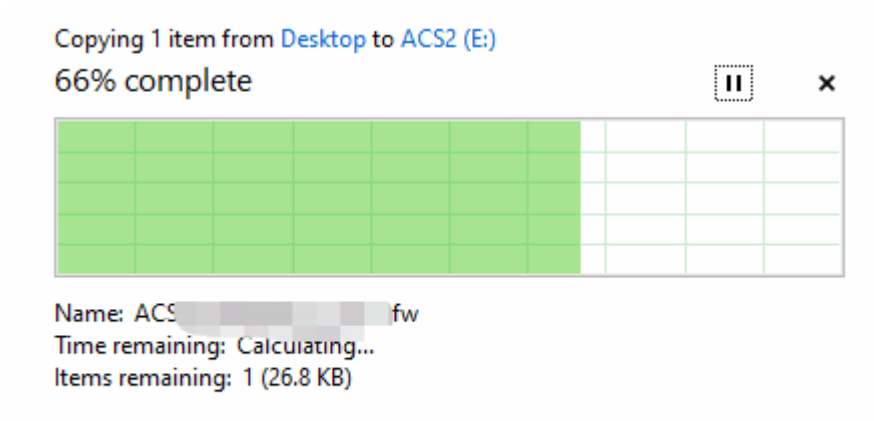 Copying 1 item from Desktop to ACS2 (E:)
66% complete
Name: ACS fw
Time remaining: Calculating...
Items remaining: 1 (26.8 KB)